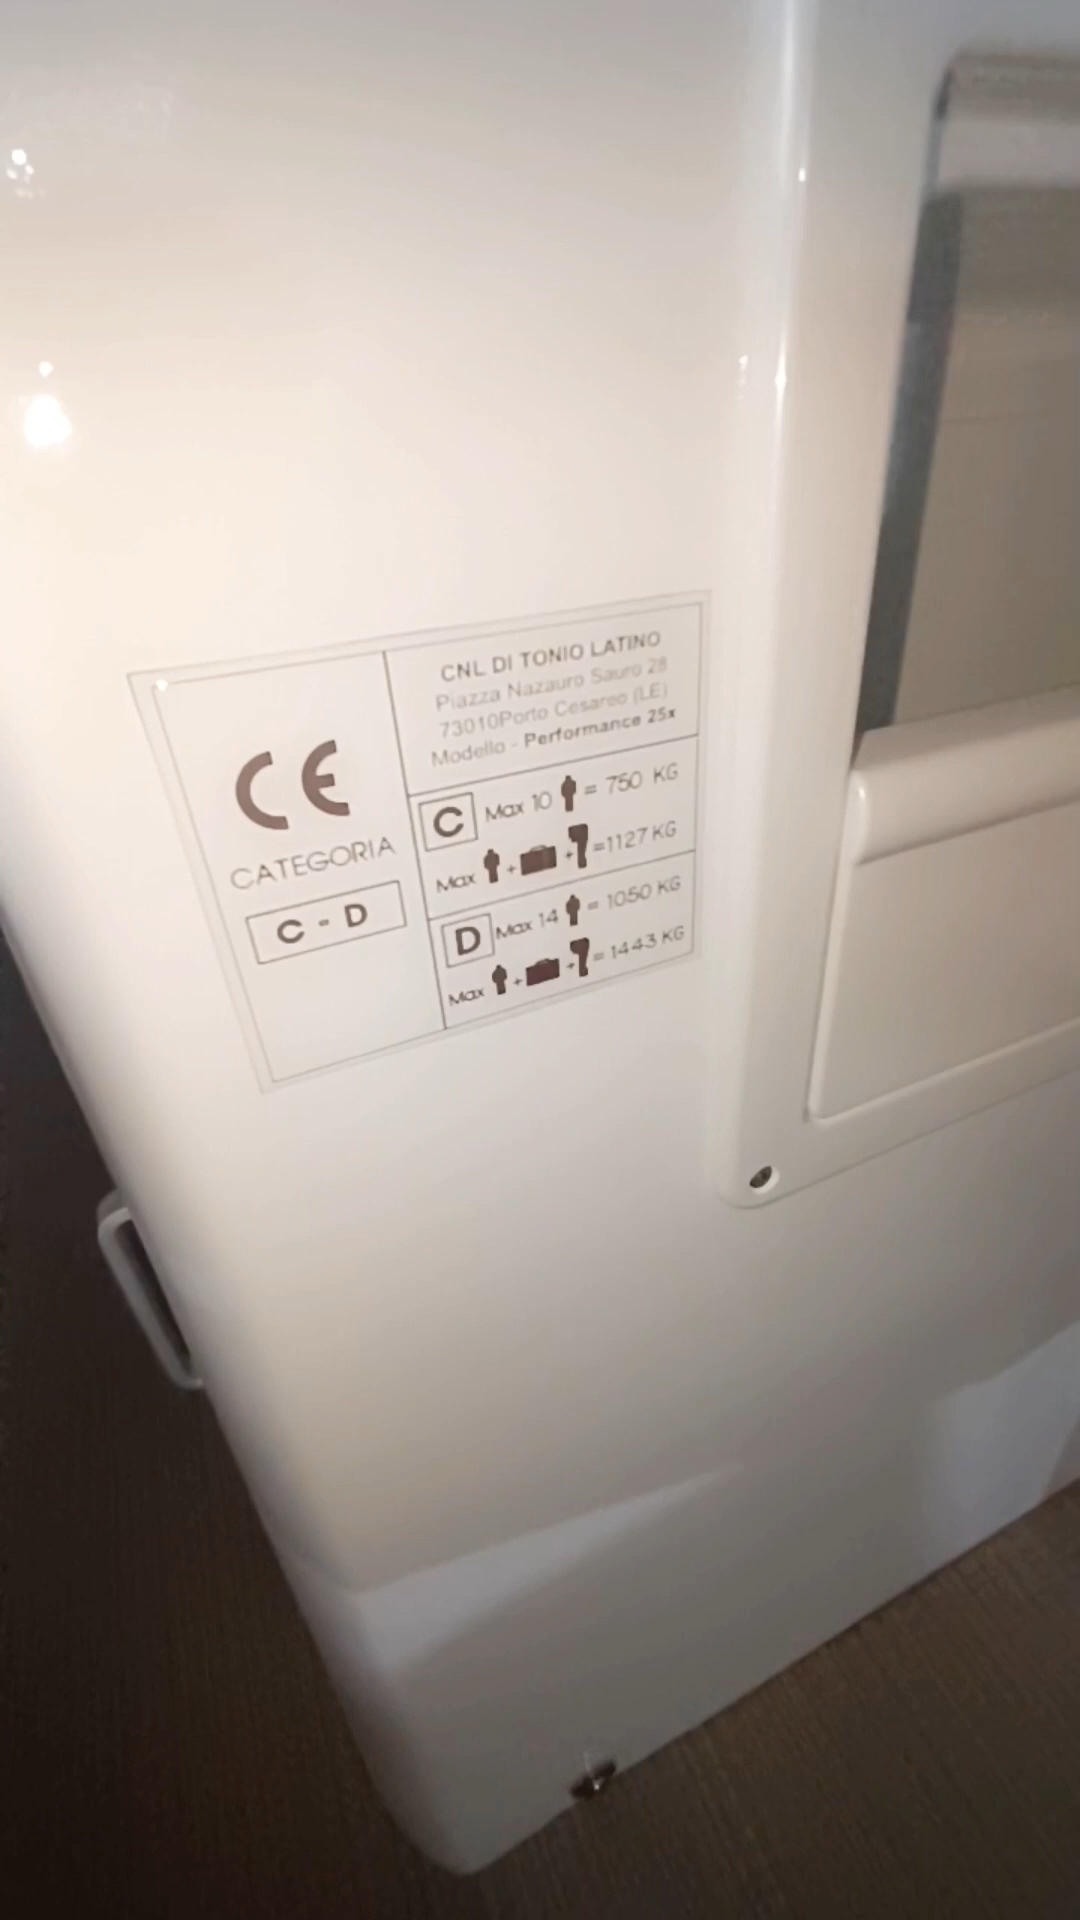 CE
CATEGORIA
C - D
CNL DI TONIO LATINO
Piazza Nazauro Sauro 28
73010Porto Cesareo (LE)
Modello - Performance 25x
C Max 10 = 750 KG
Max + + =1127 KG
D Max 14 = 1050 KG
Max + + = 1443 KG